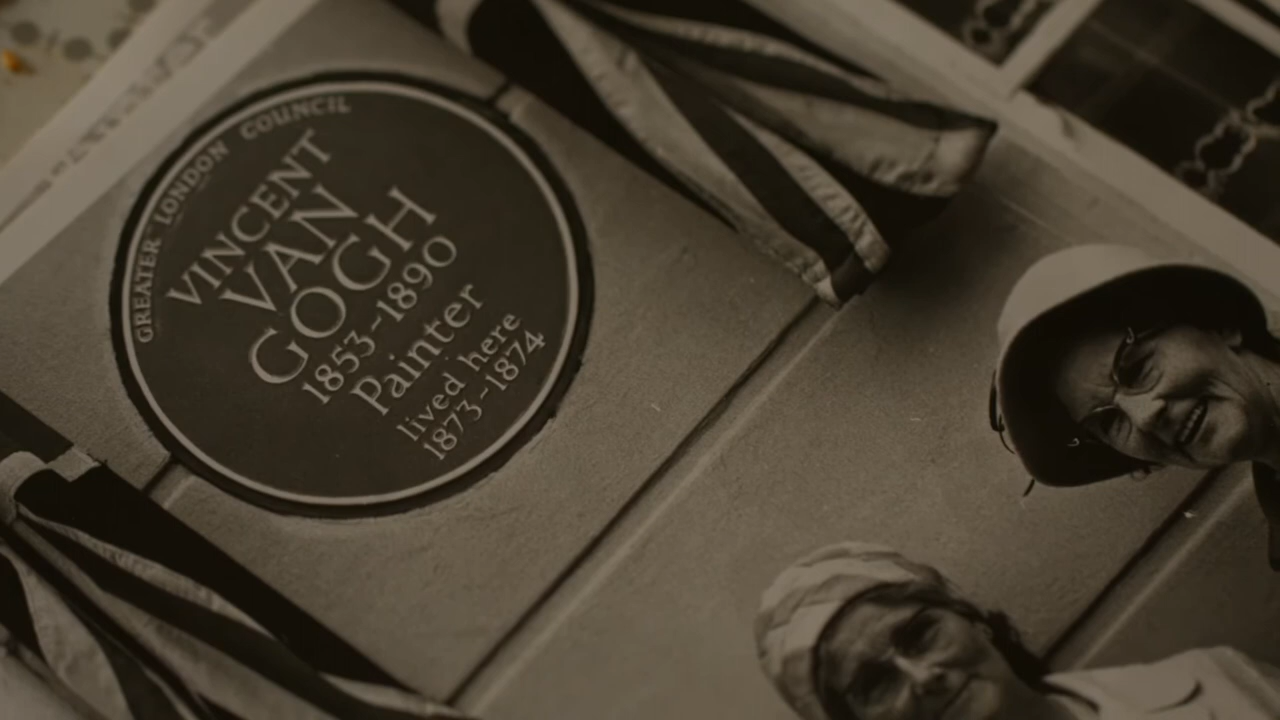 GREATER LONDON COUNCIL
VINCENT
VAN
GOGH
1853-1890
Painter
lived here
1873-1874